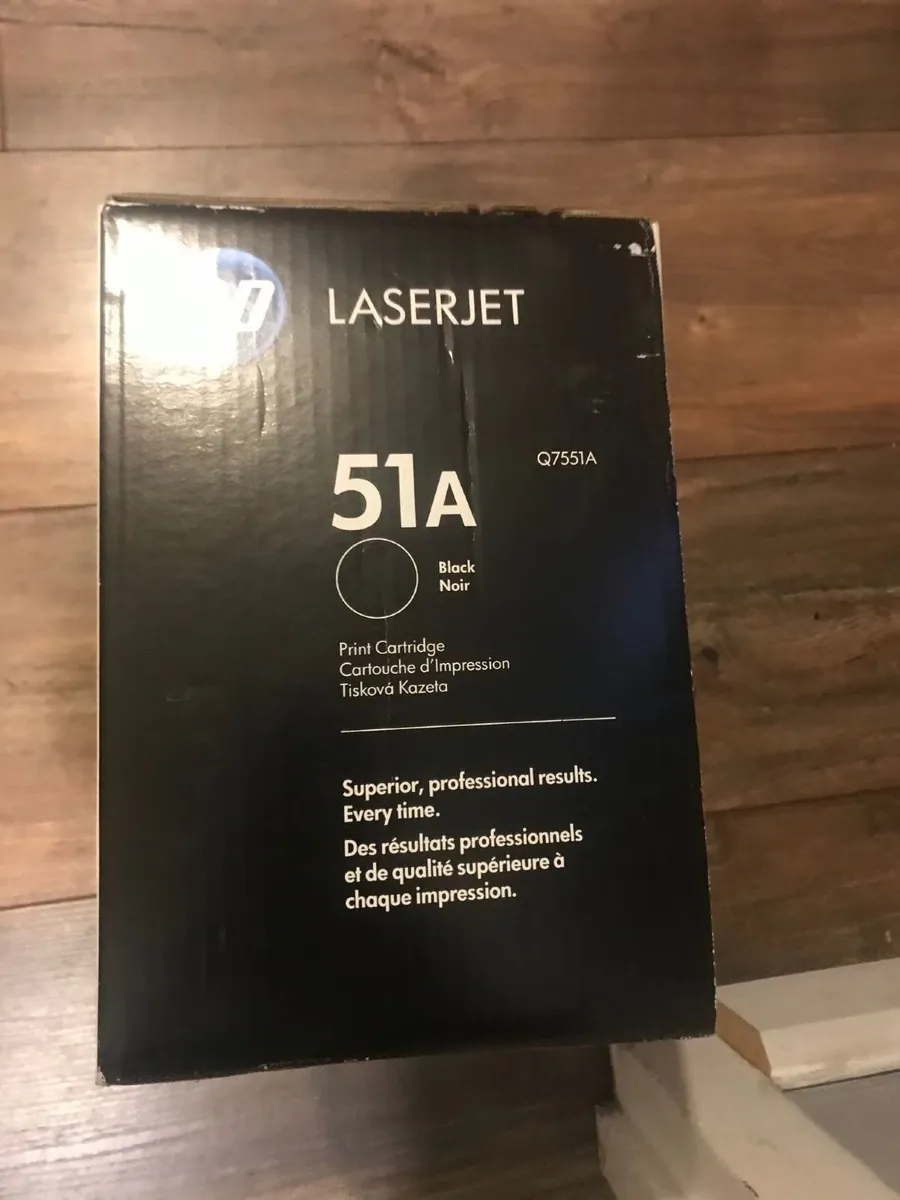 LASERJET
51A
Q7551A
Black
Noir
Print Cartridge
Cartouche d'Impression
Tisková Kazeta
Superior, professional results.
Every time.
Des résultats professionnels
et de qualité supérieure à
chaque impression.